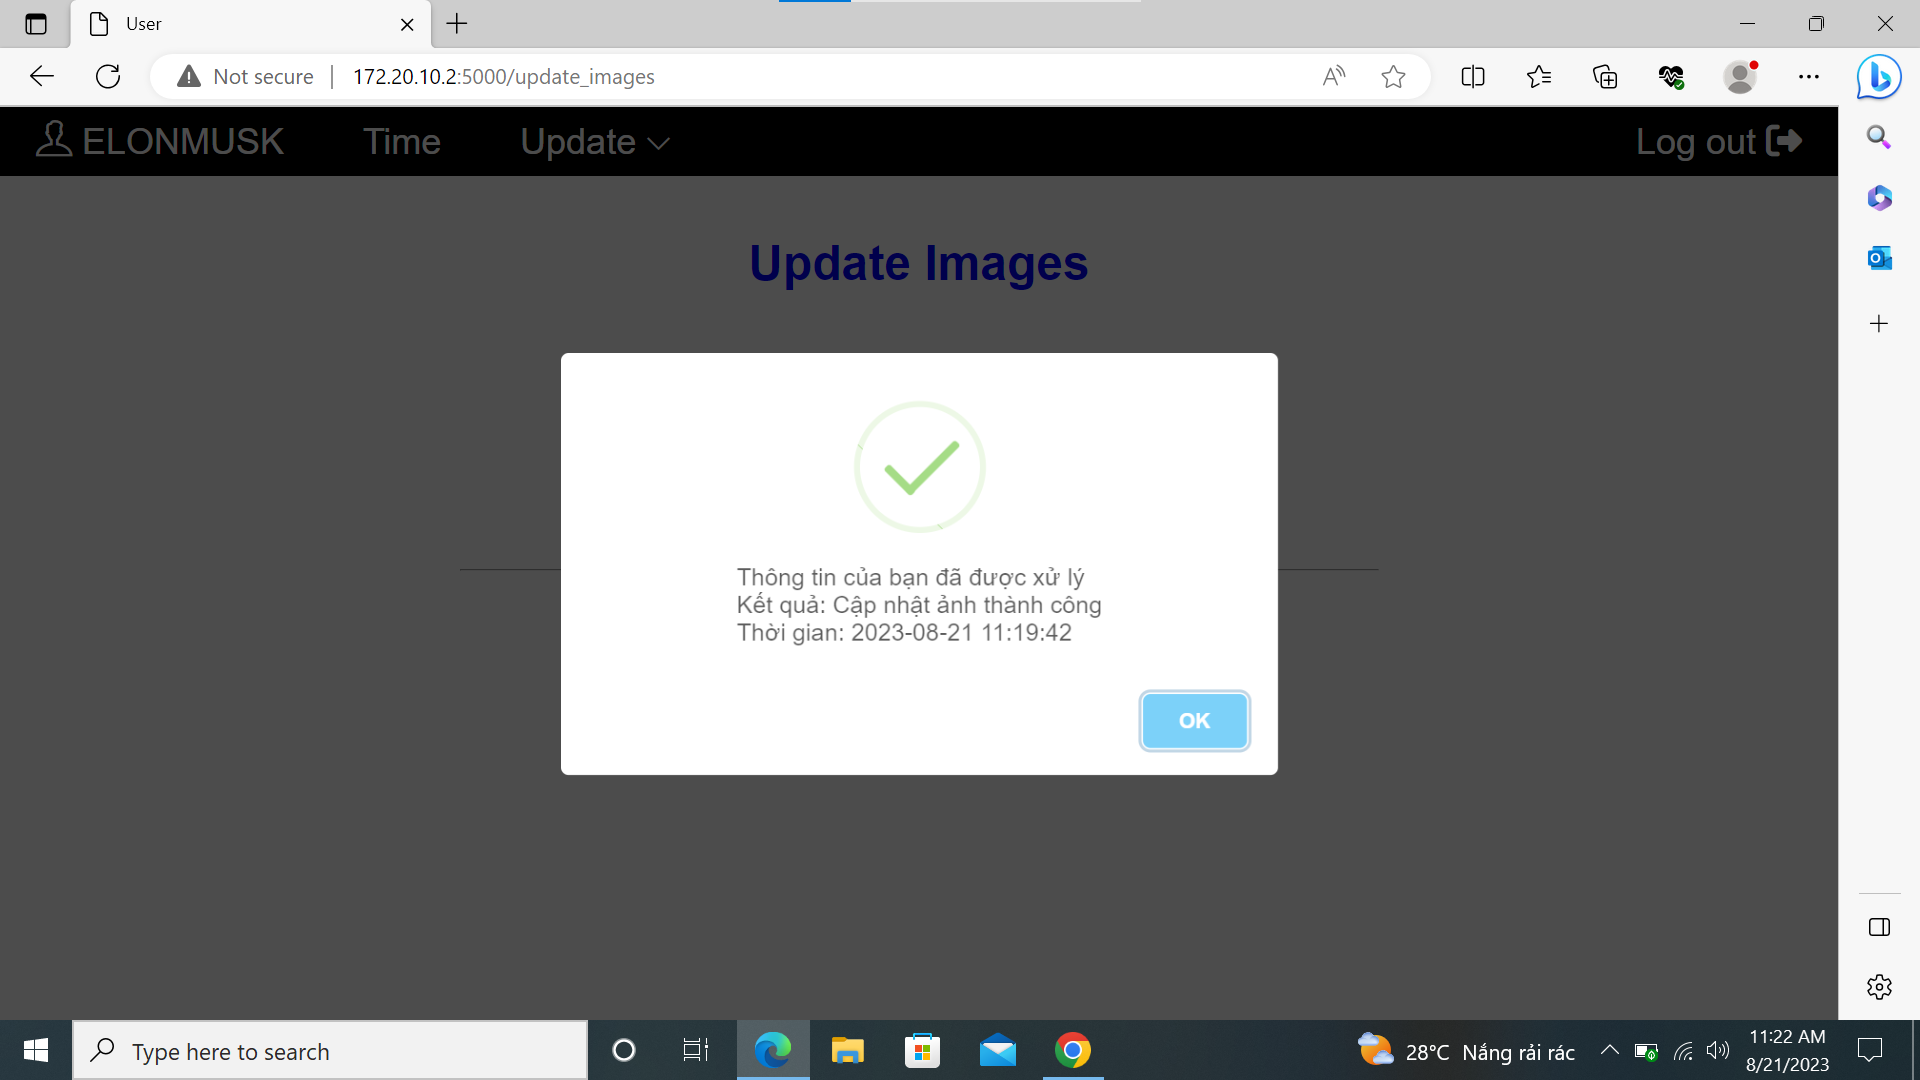 User
Not secure
172.20.10.2:5000/update_images
ELONMUSK
Time
Update
Log out
Update Images
Thông tin của bạn đã được xử lý
Kết quả: Cập nhật ảnh thành công
Thời gian: 2023-08-21 11:19:42
OK
Type here to search
28°C Nắng rải rác
11:22 AM
8/21/2023